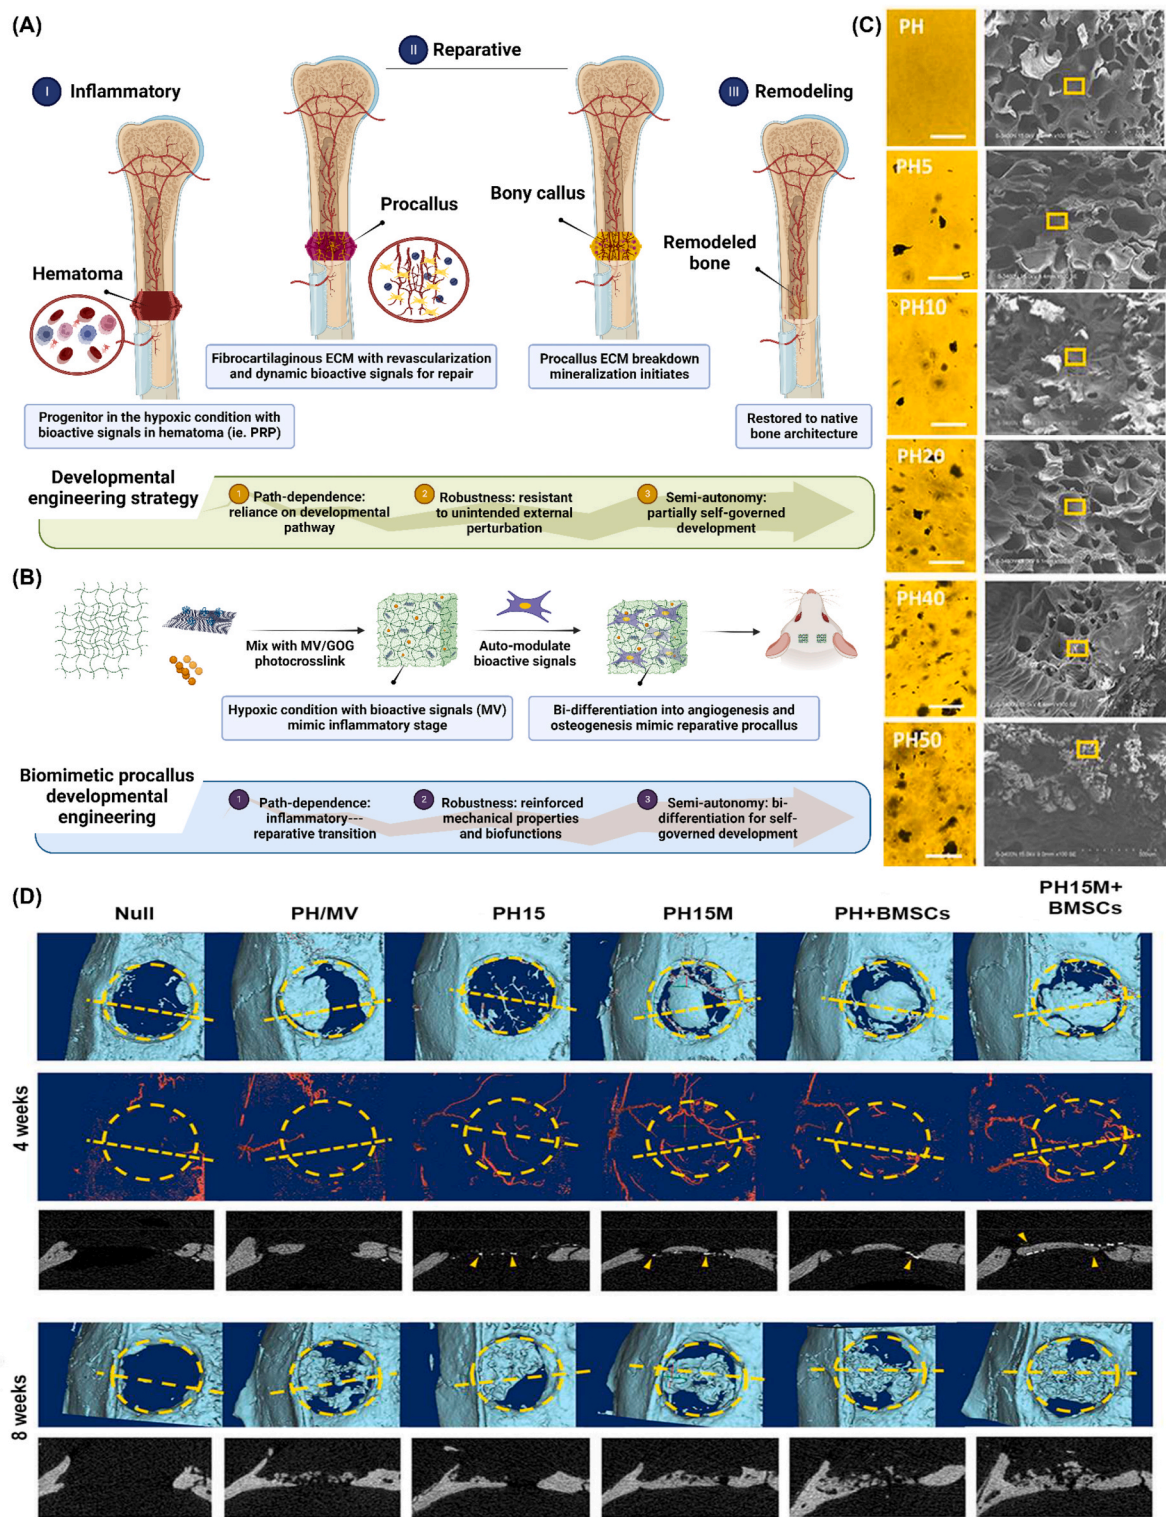 (A)
I Inflammatory
II Reparative
III Remodeling
Hematoma
Procallus
Bony callus
Remodeled
bone
Progenitor in the hypoxic condition with
bioactive signals in hematoma (ie. PRP)
Fibrocartilaginous ECM with revascularization
and dynamic bioactive signals for repair
Procallus ECM breakdown
mineralization initiates
Restored to native
bone architecture
Developmental
engineering strategy
1 Path-dependence:
reliance on developmental
pathway
2 Robustness: resistant
to unintended external
perturbation
3 Semi-autonomy:
partially self-governed
development
(B)
Mix with MV/GOG
photocrosslink
Auto-modulate
bioactive signals
Hypoxic condition with bioactive signals (MV)
mimic inflammatory stage
Bi-differentiation into angiogenesis and
osteogenesis mimic reparative procallus
Biomimetic procallus
developmental
engineering
1 Path-dependence:
inflammatory---
reparative transition
2 Robustness: reinforced
mechanical properties
and biofunctions
3 Semi-autonomy: bi-
differentiation for self-
governed development
(C)
PH
PH5
PH10
PH20
PH40
PH50
(D)
Null
PH/MV
PH15
PH15M
PH+BMSCs
PH15M+
BMSCs
4 weeks
8 weeks